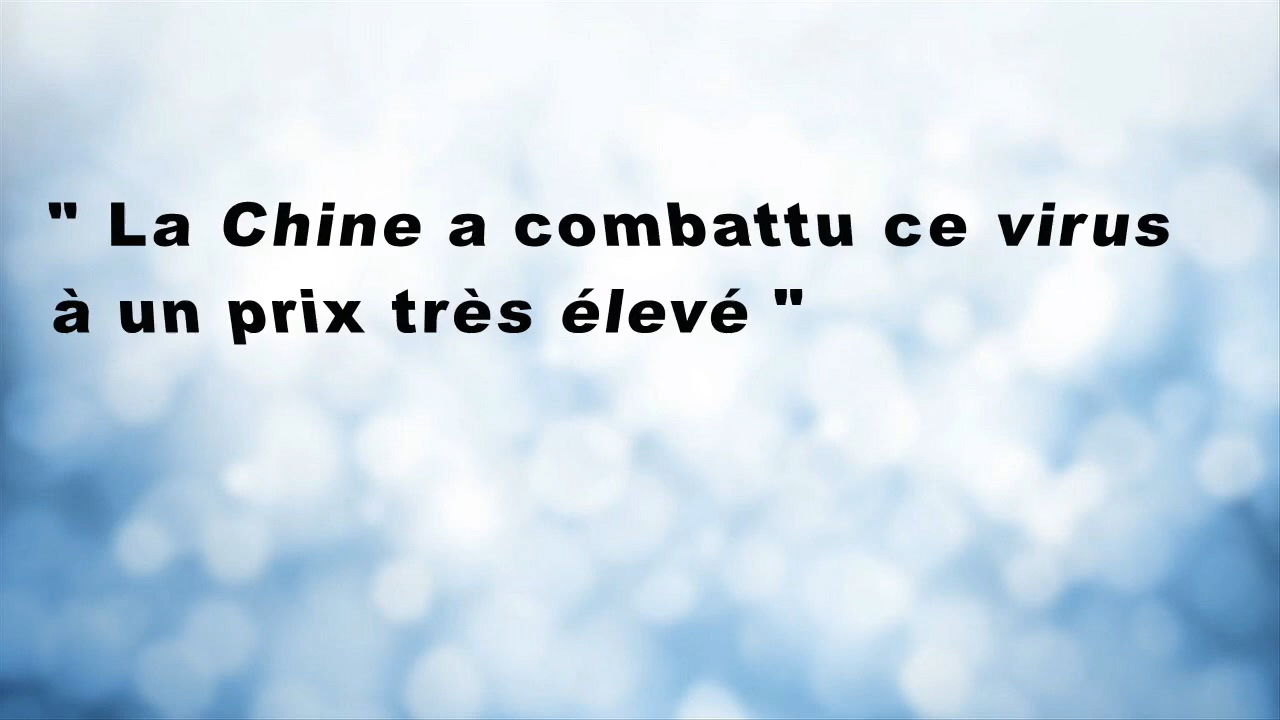 " La Chine a combattu ce virus
à un prix très élevé "